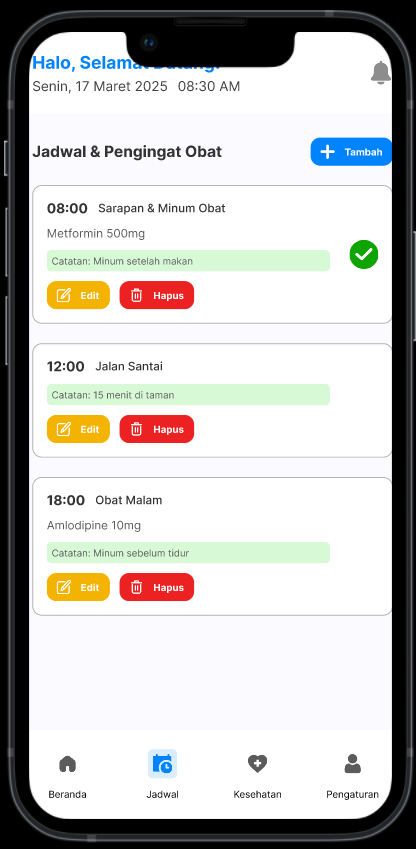 Halo, Selamat Datang!
Senin, 17 Maret 2025 08:30 AM
Jadwal & Pengingat Obat
Tambah
08:00 Sarapan & Minum Obat
Metformin 500mg
Catatan: Minum setelah makan
Edit Hapus
12:00 Jalan Santai
Catatan: 15 menit di taman
Edit Hapus
18:00 Obat Malam
Amlodipine 10mg
Catatan: Minum sebelum tidur
Edit Hapus
Beranda Jadwal Kesehatan Pengaturan